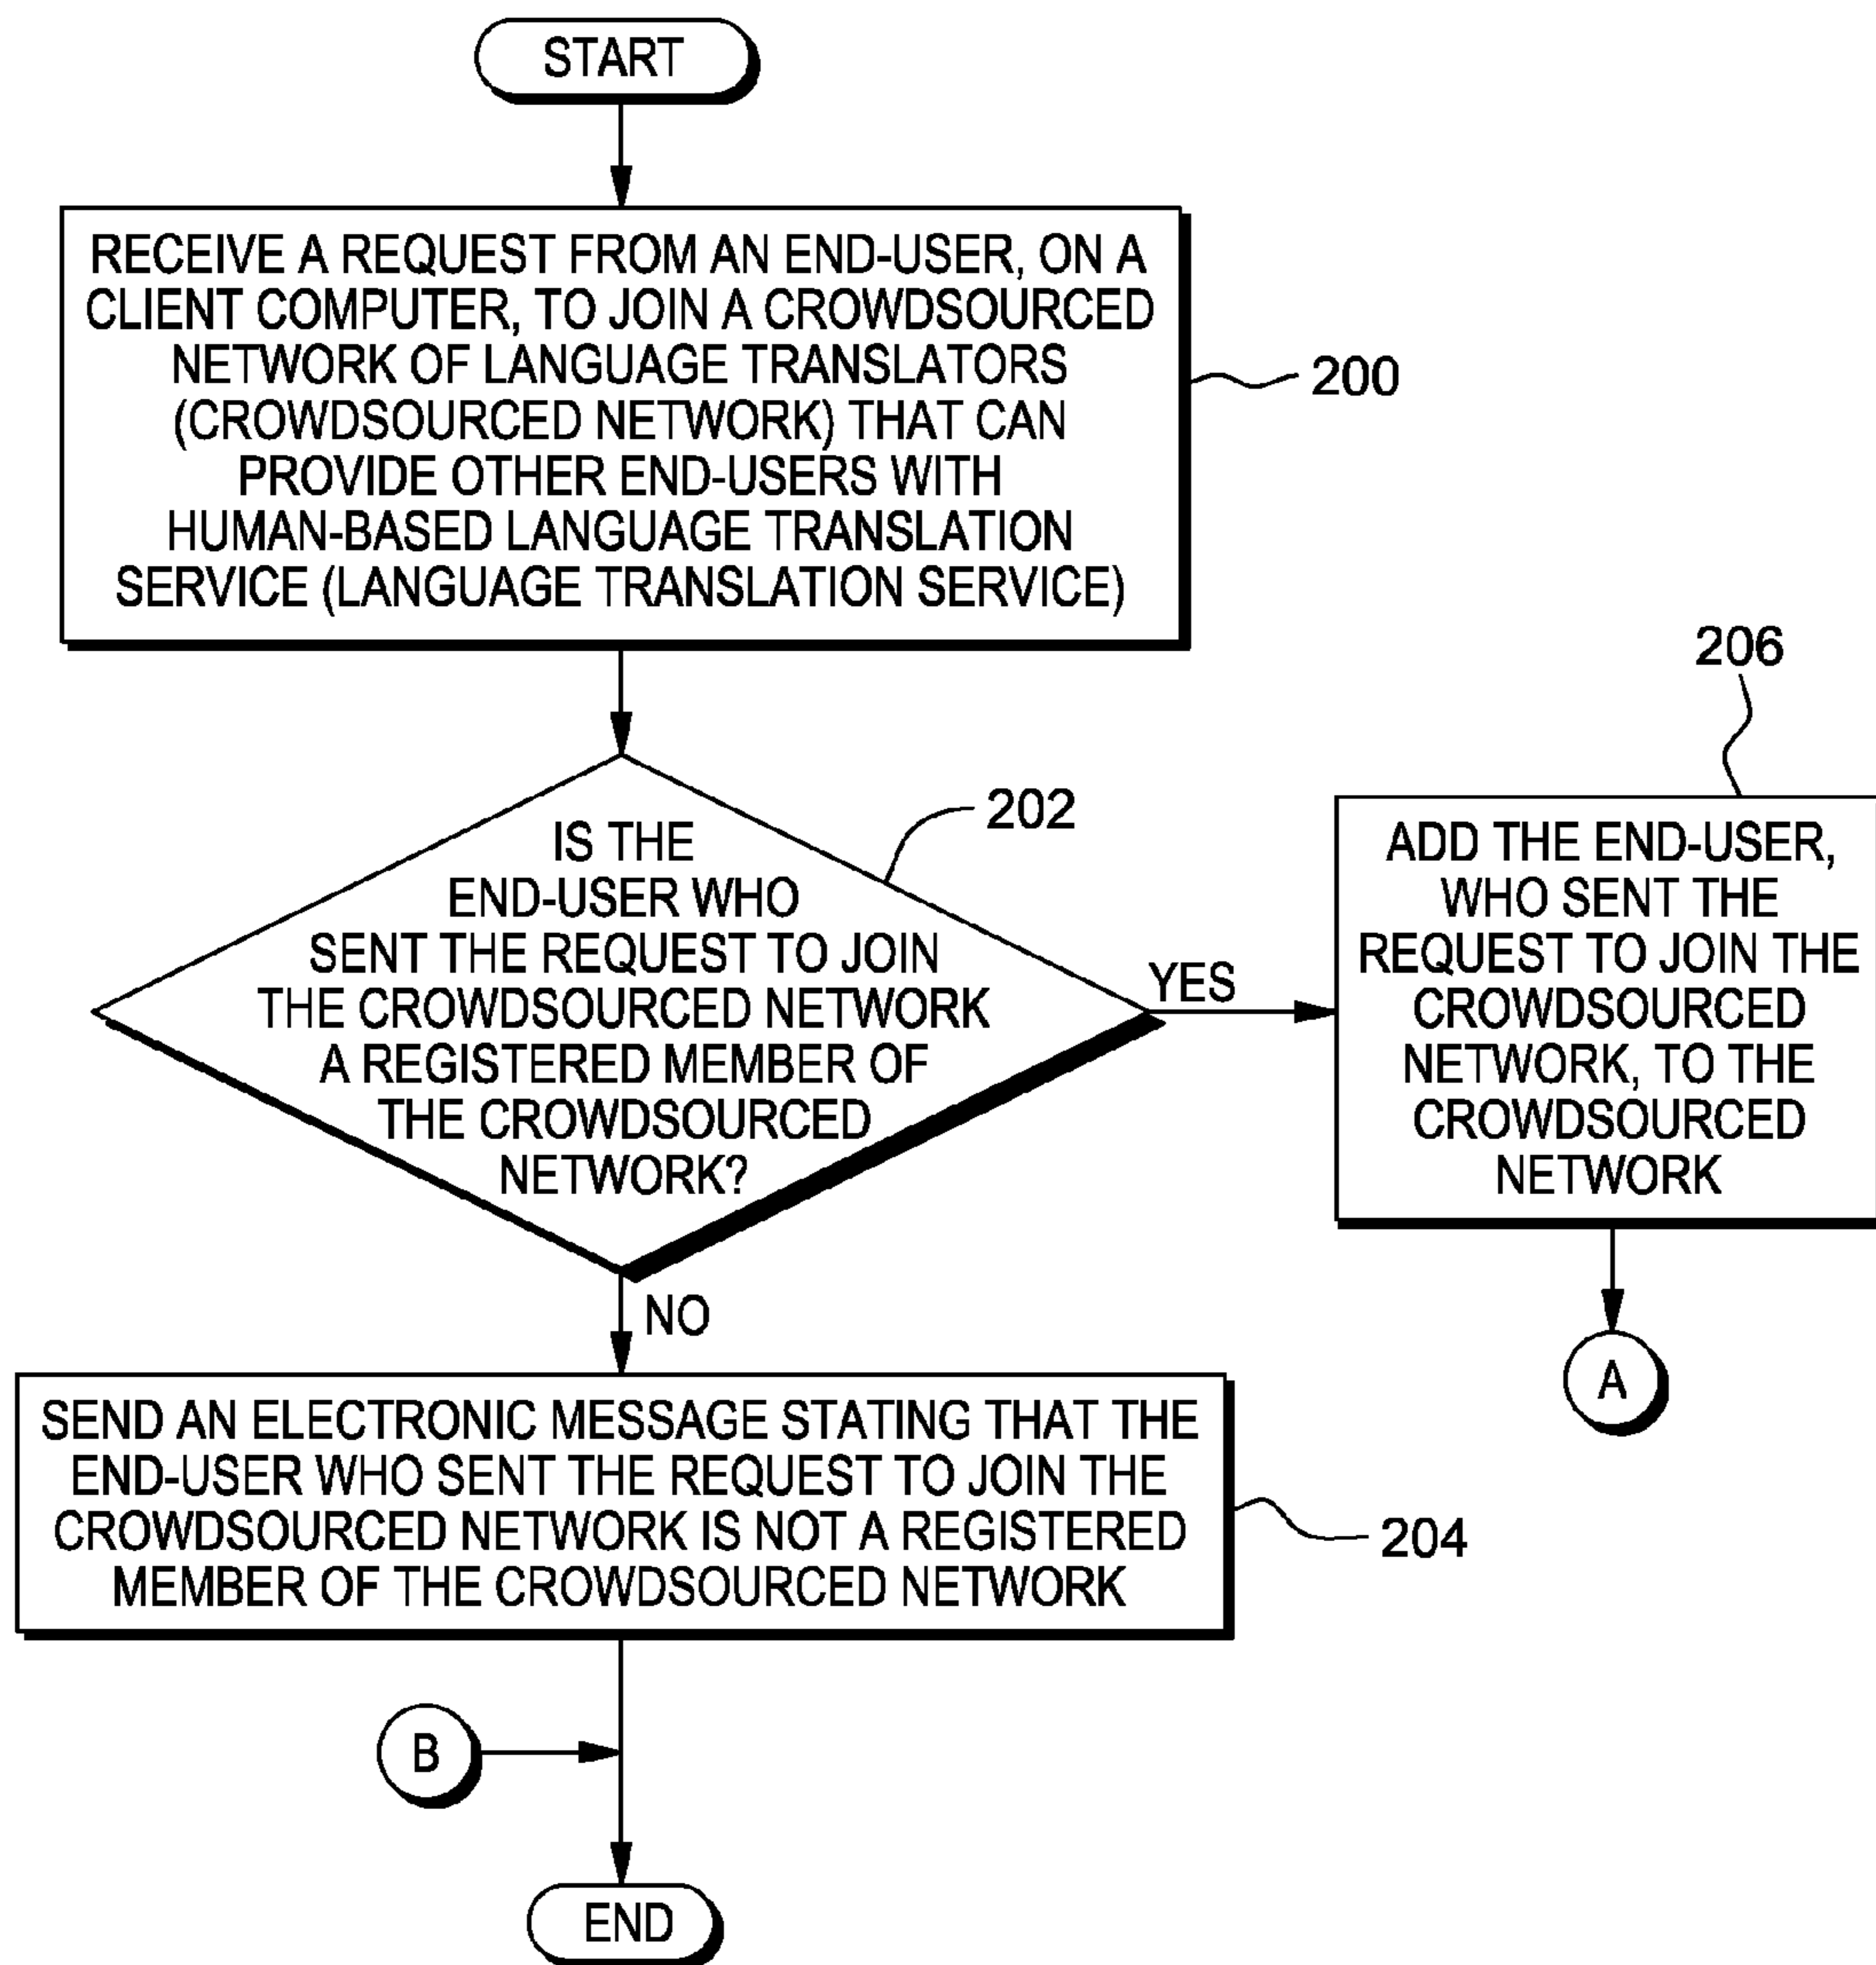 START
RECEIVE A REQUEST FROM AN END-USER, ON A
CLIENT COMPUTER, TO JOIN A CROWDSOURCED
NETWORK OF LANGUAGE TRANSLATORS
(CROWDSOURCED NETWORK) THAT CAN
PROVIDE OTHER END-USERS WITH
HUMAN-BASED LANGUAGE TRANSLATION
SERVICE (LANGUAGE TRANSLATION SERVICE)
200
IS THE
END-USER WHO
SENT THE REQUEST TO JOIN
THE CROWDSOURCED NETWORK
A REGISTERED MEMBER OF
THE CROWDSOURCED
NETWORK?
202
YES
206
ADD THE END-USER,
WHO SENT THE
REQUEST TO JOIN THE
CROWDSOURCED
NETWORK, TO THE
CROWDSOURCED
NETWORK
A
NO
SEND AN ELECTRONIC MESSAGE STATING THAT THE
END-USER WHO SENT THE REQUEST TO JOIN THE
CROWDSOURCED NETWORK IS NOT A REGISTERED
MEMBER OF THE CROWDSOURCED NETWORK
204
B
END